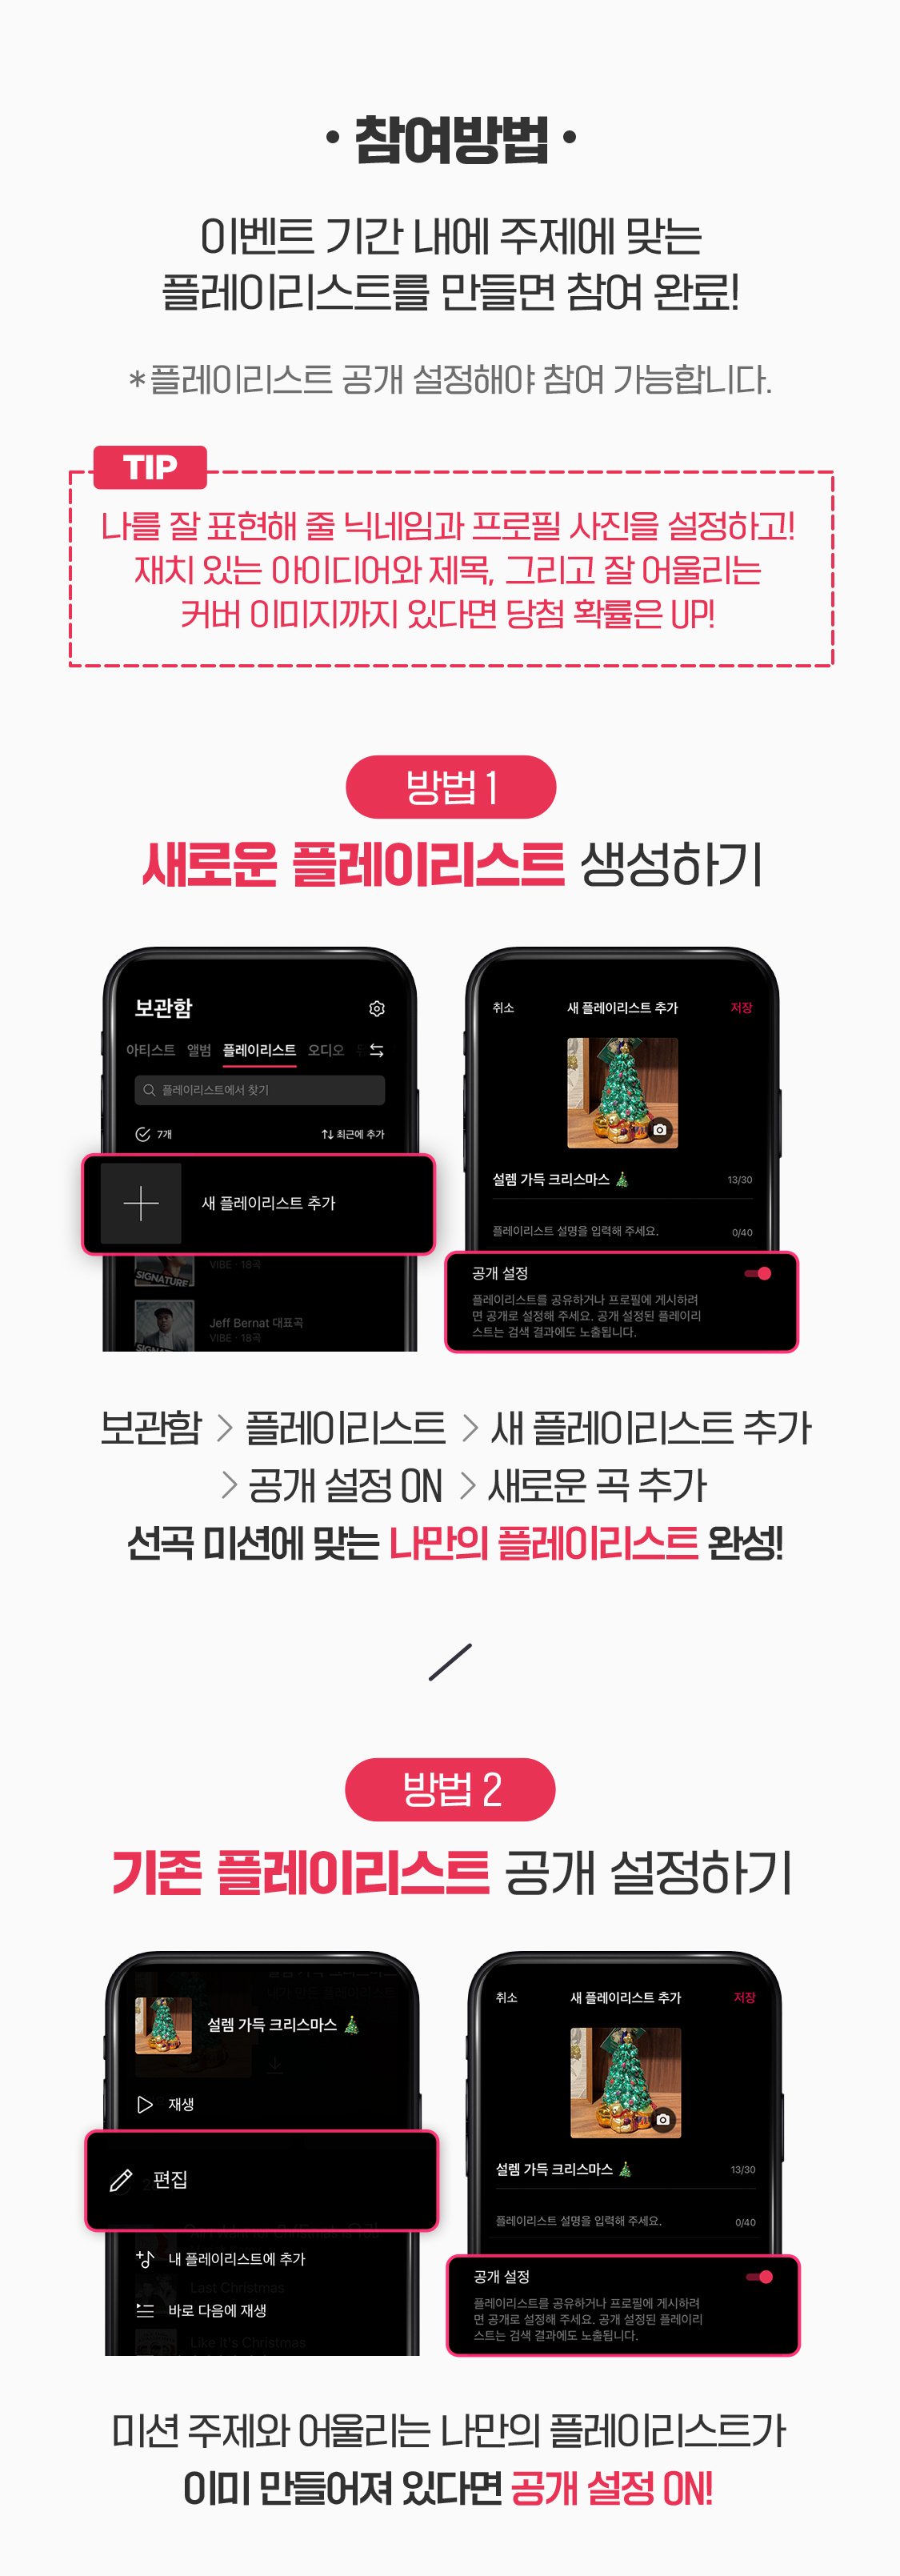 • 참여방법 •
이벤트 기간 내에 주제에 맞는
플레이리스트를 만들면 참여 완료!
*플레이리스트 공개 설정해야 참여 가능합니다.
TIP
나를 잘 표현해 줄 닉네임과 프로필 사진을 설정하고!
재치 있는 아이디어와 제목, 그리고 잘 어울리는
커버 이미지까지 있다면 당첨 확률은 UP!
방법 1
새로운 플레이리스트 생성하기
보관함
아티스트 앨범 플레이리스트 오디오
플레이리스트에서 찾기
7개 최근에 추가
새 플레이리스트 추가
SIGNATURE
VIBE · 18곡
Jeff Bernat 대표곡
VIBE · 18곡
취소 새 플레이리스트 추가 저장
설렘 가득 크리스마스 🎄 13/30
플레이리스트 설명을 입력해 주세요. 0/40
공개 설정
플레이리스트를 공유하거나 프로필에 게시하려
면 공개로 설정해 주세요. 공개 설정된 플레이리
스트는 검색 결과에도 노출됩니다.
보관함 > 플레이리스트 > 새 플레이리스트 추가
> 공개 설정 ON > 새로운 곡 추가
선곡 미션에 맞는 나만의 플레이리스트 완성!
방법 2
기존 플레이리스트 공개 설정하기
설렘 가득 크리스마스 🎄
재생
편집
내 플레이리스트에 추가
Last Christmas
바로 다음에 재생
Like It's Christmas
취소 새 플레이리스트 추가 저장
설렘 가득 크리스마스 🎄 13/30
플레이리스트 설명을 입력해 주세요. 0/40
공개 설정
플레이리스트를 공유하거나 프로필에 게시하려
면 공개로 설정해 주세요. 공개 설정된 플레이리
스트는 검색 결과에도 노출됩니다.
미션 주제와 어울리는 나만의 플레이리스트가
이미 만들어져 있다면 공개 설정 ON!